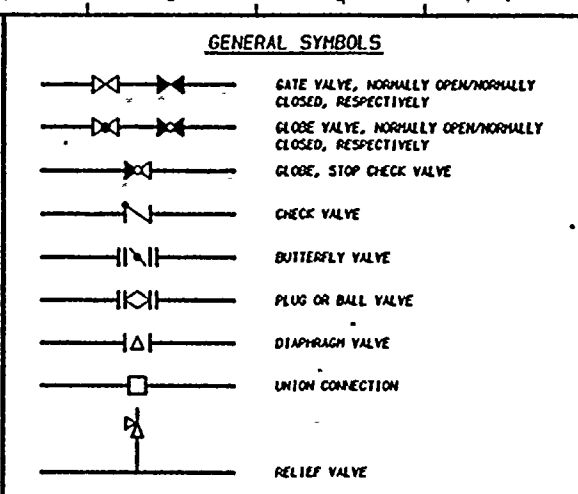 GENERAL SYMBOLS
GATE VALVE, NORMALLY OPEN/NORMALLY
CLOSED, RESPECTIVELY
GLOBE VALVE, NORMALLY OPEN/NORMALLY
CLOSED, RESPECTIVELY
GLOBE, STOP CHECK VALVE
CHECK VALVE
BUTTERFLY VALVE
PLUG OR BALL VALVE
DIAPHRAGM VALVE
UNION CONNECTION
RELIEF VALVE